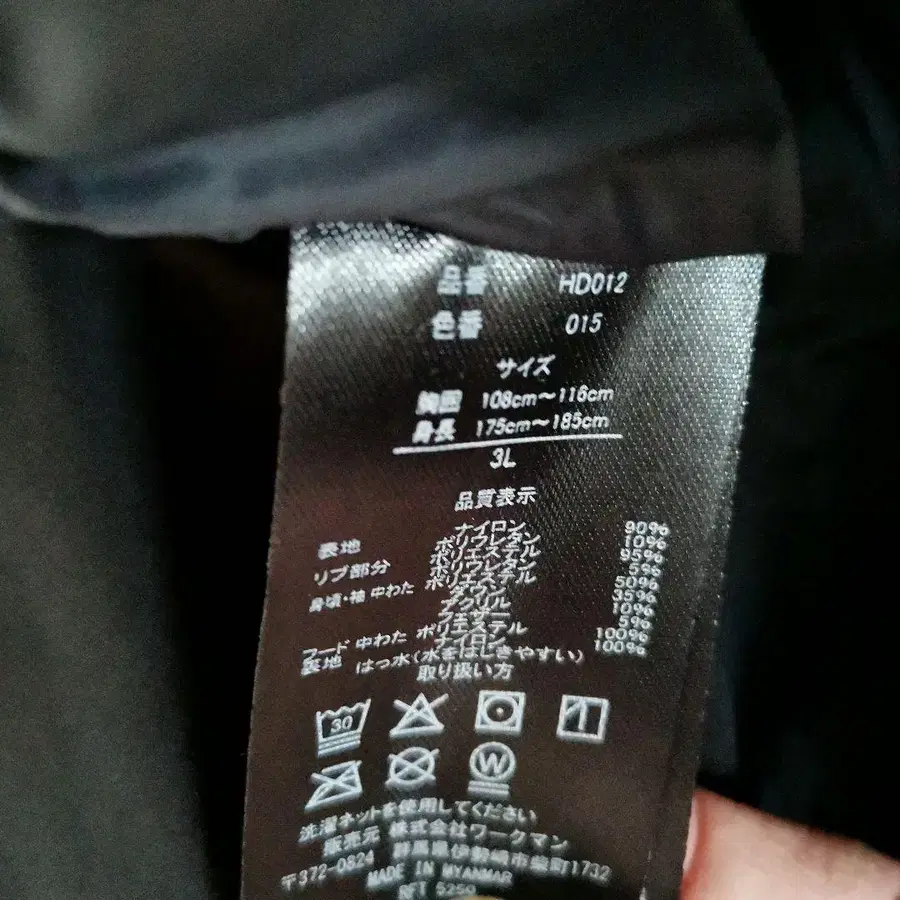 品番 HD012
色番 015
サイズ
胸囲 108cm～116cm
身長 175cm～185cm
3L
品質表示
表地 ナイロン 90%
ポリウレタン 10%
リブ部分 ポリエステル 95%
ポリウレタン 5%
身頃・袖 中わた ポリエステル 50%
ダウン 35%
アクリル 10%
フェザー 5%
フード 中わた ポリエステル 100%
裏地 ナイロン 100%
はっ水(水をはじきやすい)
取り扱い方
30
W
洗濯ネットを使用してください
販売元 株式会社ワークマン
〒372-0824 群馬県伊勢崎市柴町1732
MADE IN MYANMAR
RFT 5250